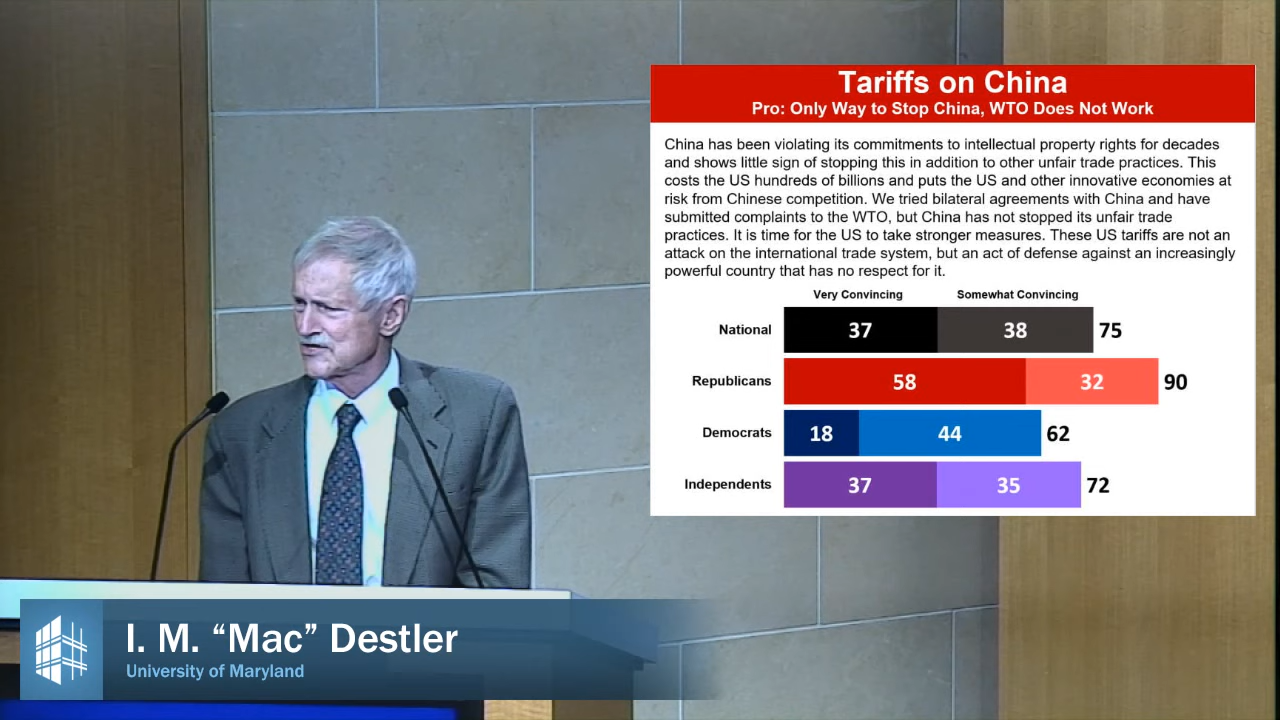 Tariffs on China
Pro: Only Way to Stop China, WTO Does Not Work
China has been violating its commitments to intellectual property rights for decades
and shows little sign of stopping this in addition to other unfair trade practices. This
costs the US hundreds of billions and puts the US and other innovative economies at
risk from Chinese competition. We tried bilateral agreements with China and have
submitted complaints to the WTO, but China has not stopped its unfair trade
practices. It is time for the US to take stronger measures. These US tariffs are not an
attack on the international trade system, but an act of defense against an increasingly
powerful country that has no respect for it.
Very Convincing Somewhat Convincing
National 37 38 75
Republicans 58 32 90
Democrats 18 44 62
Independents 37 35 72
I. M. “Mac” Destler
University of Maryland